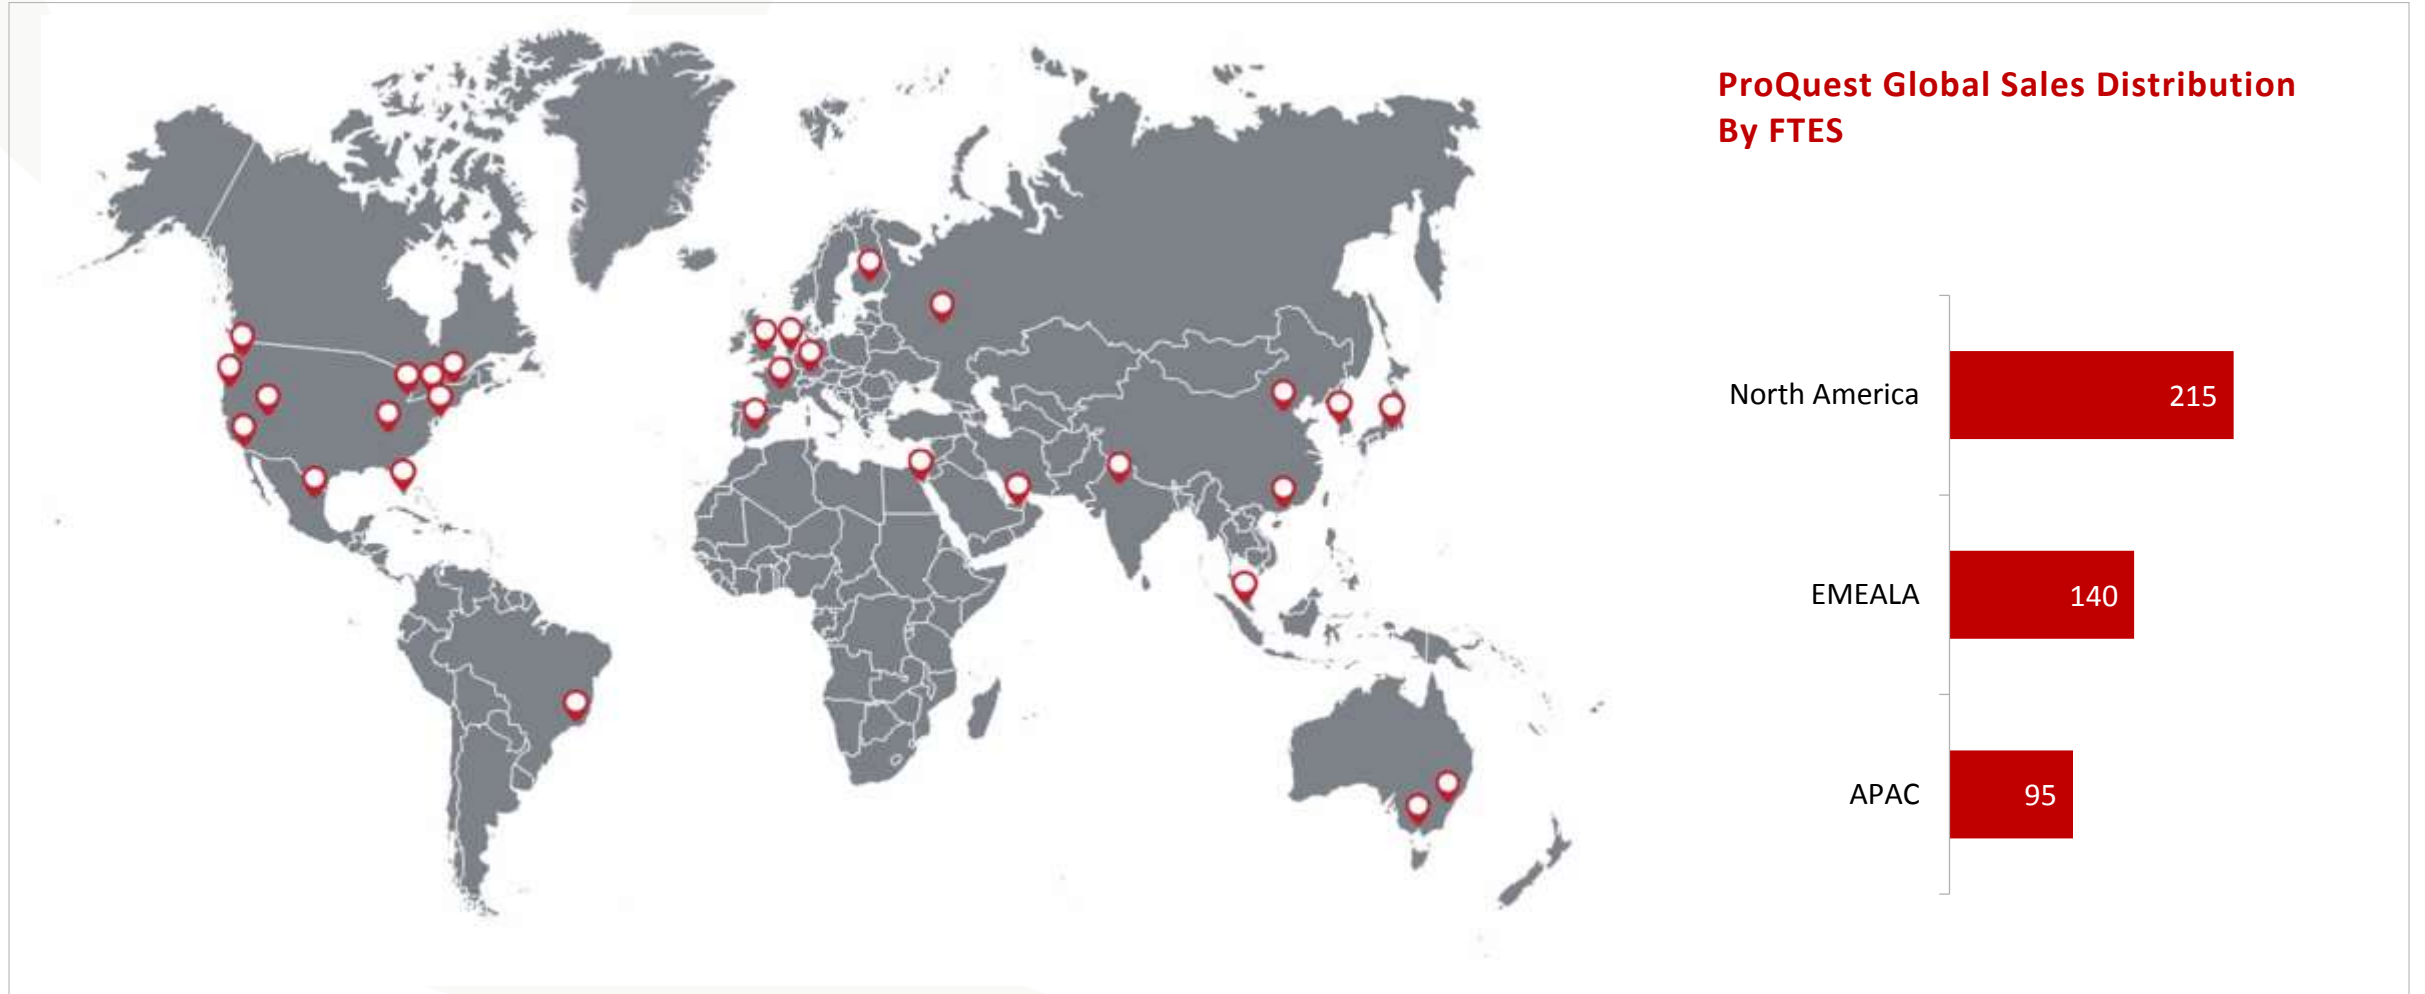 ProQuest Global Sales Distribution
By FTES
North America
215
EMEALA
140
APAC
95